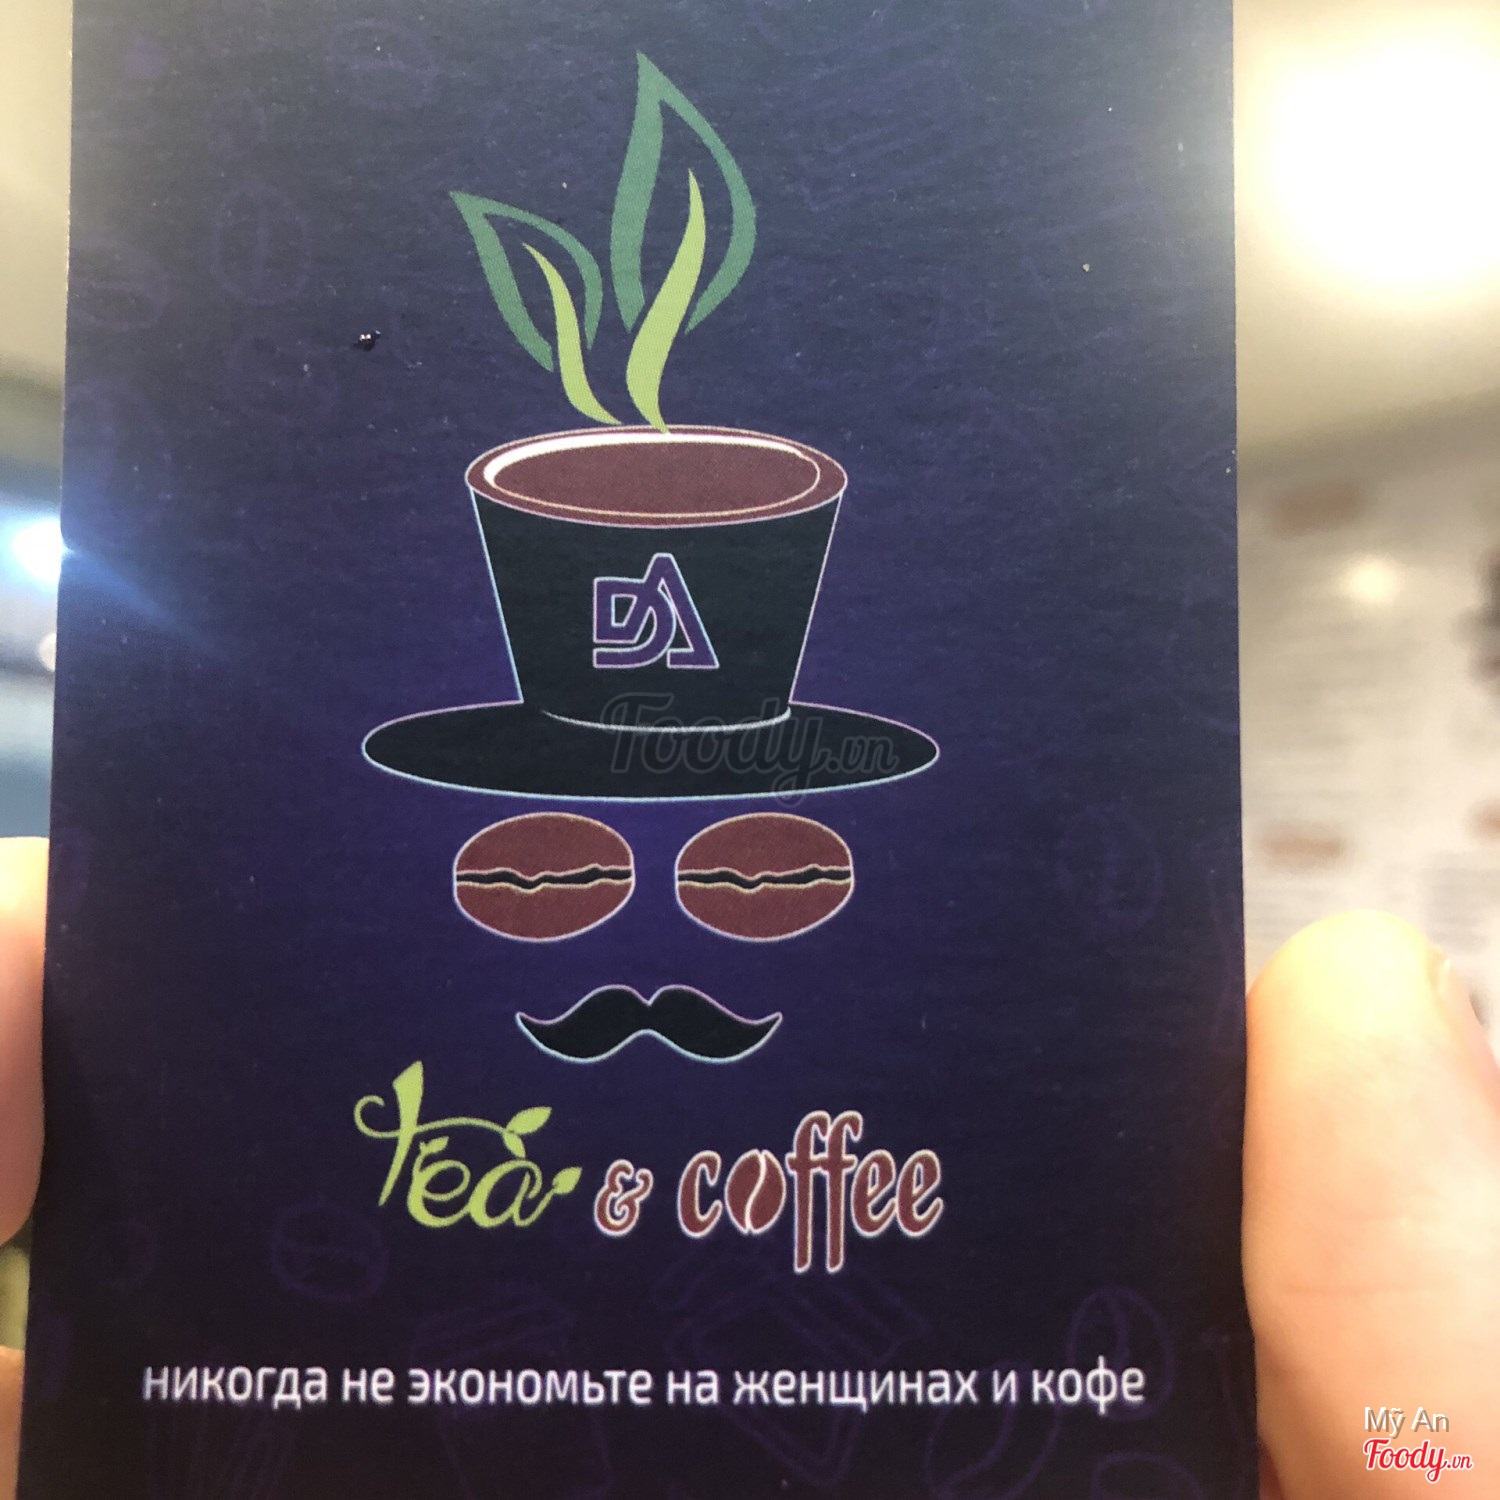 DA
Foody.vn
tea & coffee
никогда не экономьте на женщинах и кофе
Mỹ An
Foody.vn